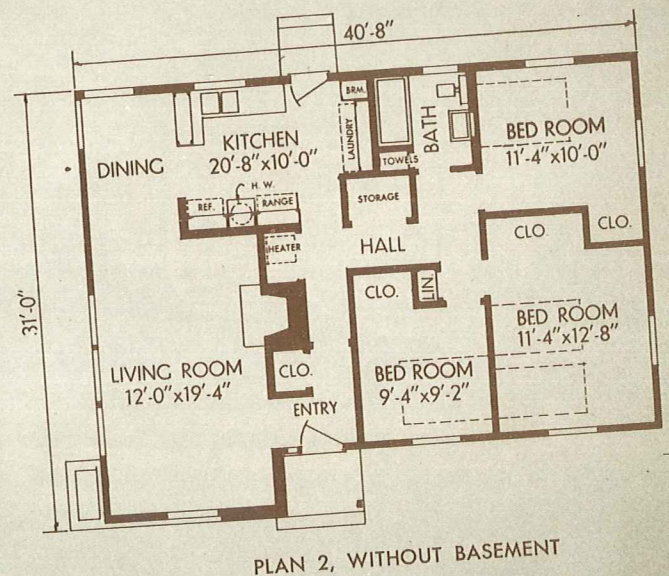 40'-8"
31'-0"
DINING
KITCHEN
20'-8"x10'-0"
BRM.
LAUNDRY
BATH
TOWELS
BED ROOM
11'-4"x10'-0"
REF.
H. W.
RANGE
STORAGE
HEATER
HALL
CLO.
CLO.
CLO.
LIN.
BED ROOM
11'-4"x12'-8"
LIVING ROOM
12'-0"x19'-4"
CLO.
BED ROOM
9'-4"x9'-2"
ENTRY
PLAN 2, WITHOUT BASEMENT